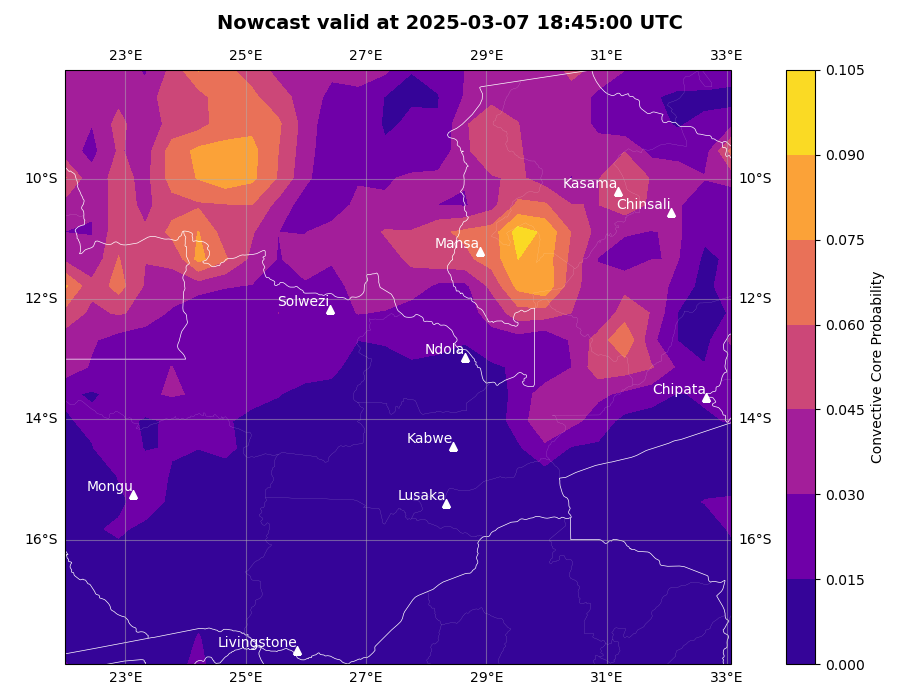 Nowcast valid at 2025-03-07 18:45:00 UTC
23°E 25°E 27°E 29°E 31°E 33°E
0.105
0.090
10°S Kasama 10°S
Chinsali
0.075
Mansa
12°S Solwezi 12°S
0.060
Ndola
Chipata
14°S 14°S
0.045
Kabwe
Mongu Lusaka
0.030
16°S 16°S
0.015
Livingstone
0.000
23°E 25°E 27°E 29°E 31°E 33°E
Convective Core Probability